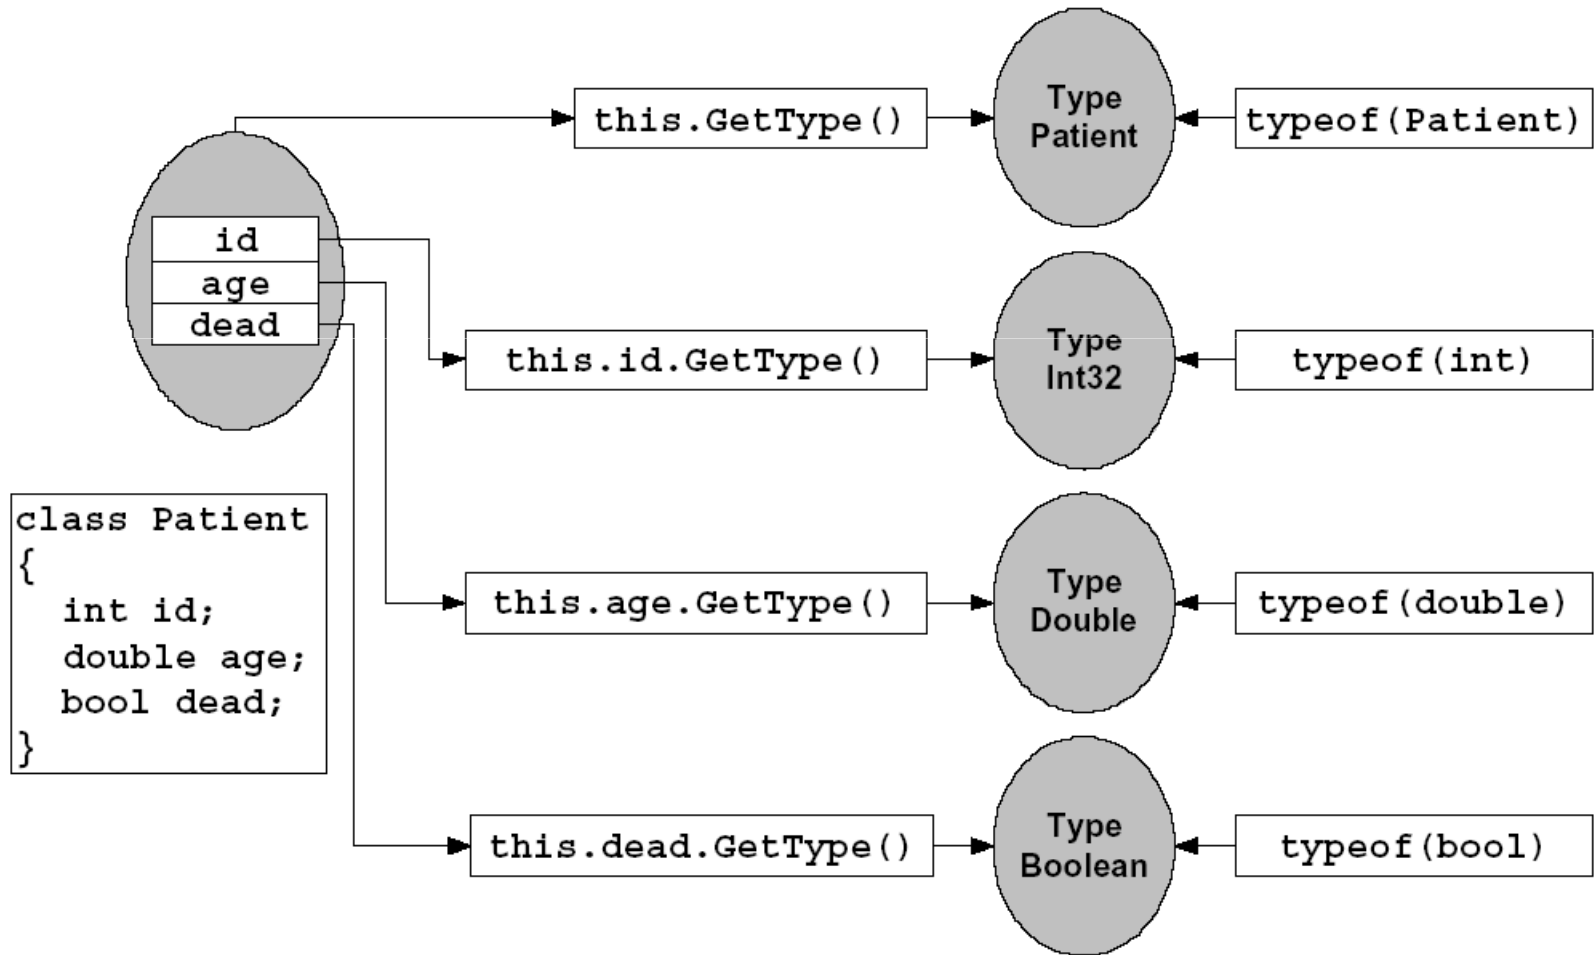 this.GetType()
Type
Patient
typeof(Patient)
id
age
dead
this.id.GetType()
Type
Int32
typeof(int)
class Patient
{
int id;
double age;
bool dead;
}
this.age.GetType()
Type
Double
typeof(double)
this.dead.GetType()
Type
Boolean
typeof(bool)